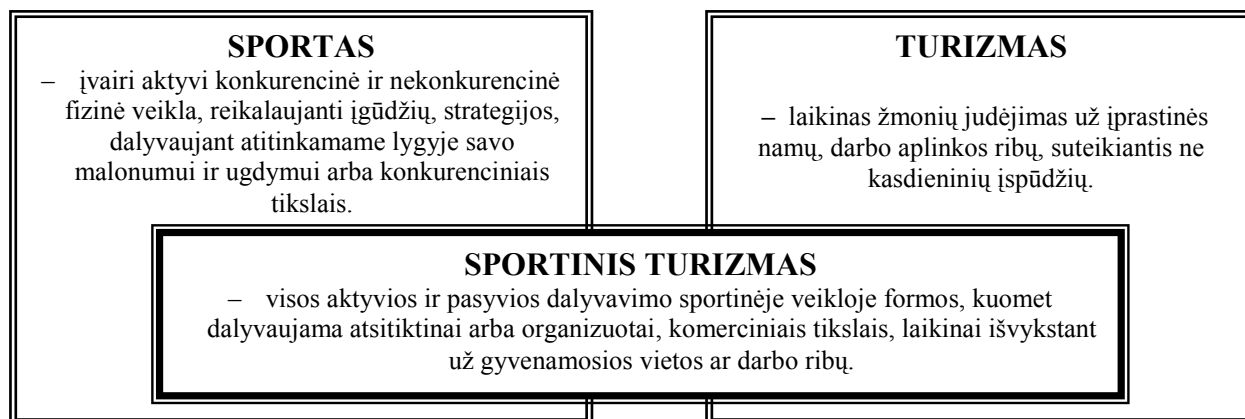 SPORTAS
– įvairi aktyvi konkurencinė ir nekonkurencinė
fizinė veikla, reikalaujanti įgūdžių, strategijos,
dalyvaujant atitinkamame lygyje savo
malonumui ir ugdymui arba konkurenciniais
tikslais.
TURIZMAS
– laikinas žmonių judėjimas už įprastinės
namų, darbo aplinkos ribų, suteikiantis ne
kasdieninių įspūdžių.
SPORTINIS TURIZMAS
– visos aktyvios ir pasyvios dalyvavimo sportinėje veikloje formos, kuomet
dalyvaujama atsitiktinai arba organizuotai, komerciniais tikslais, laikinai išvykstant
už gyvenamosios vietos ar darbo ribų.